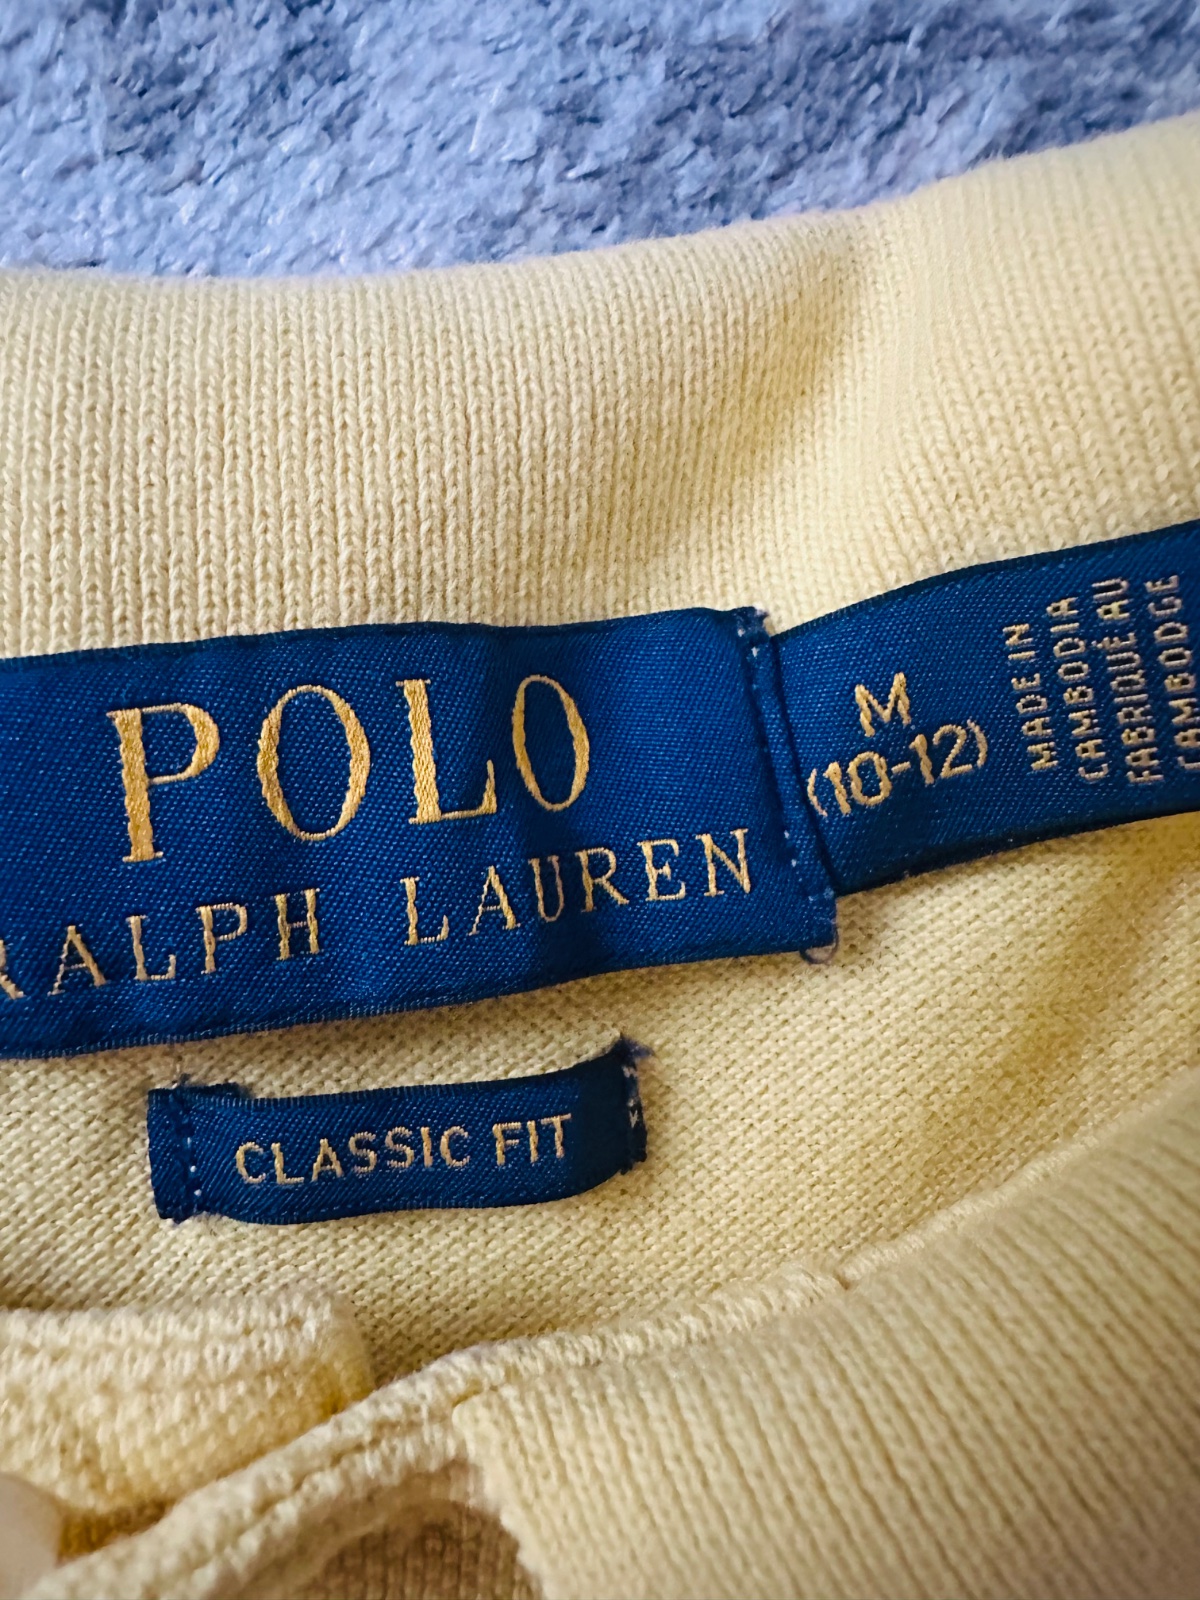 POLO
RALPH LAUREN
M
(10-12)
MADE IN
CAMBODIA
FABRIQUÉ AU
CAMBODGE
CLASSIC FIT